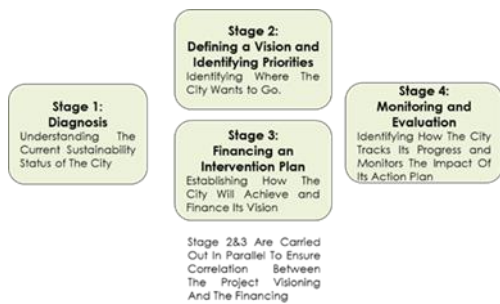 Stage 1:
Diagnosis
Understanding The
Current Sustainability
Status of The City
Stage 2:
Defining a Vision and
Identifying Priorities
Identifying Where The
City Wants to Go.
Stage 3:
Financing an
Intervention Plan
Establishing How The
City Will Achieve and
Finance Its Vision
Stage 2&3 Are Carried
Out In Parallel To Ensure
Correlation Between
The Project Visioning
And The Financing
Stage 4:
Monitoring and
Evaluation
Identifying How The City
Tracks Its Progress and
Monitors The Impact Of
Its Action Plan